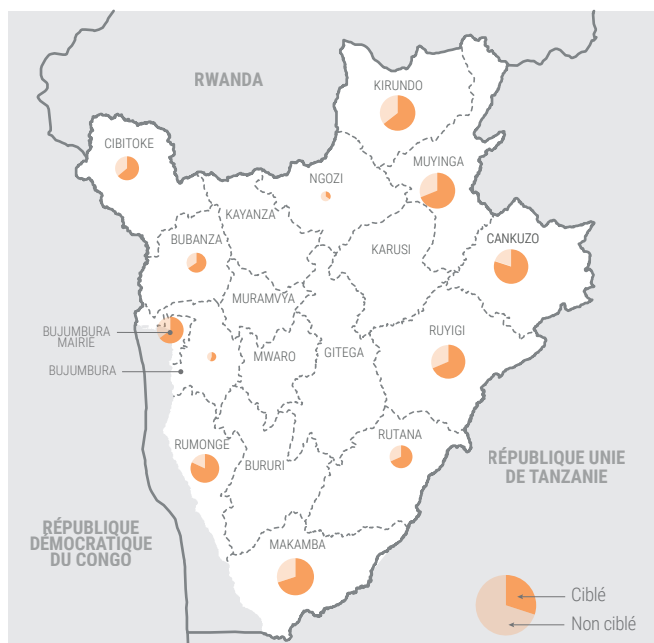 RWANDA
KIRUNDO
CIBITOKE
MUYINGA
NGOZI
KAYANZA
BUBANZA
KARUSI
CANKUZO
MURAMVYA
BUJUMBURA
MAIRIE
RUYIGI
MWARO
GITEGA
BUJUMBURA
RUTANA
RUMONGE
BURURI
RÉPUBLIQUE UNIE
DE TANZANIE
RÉPUBLIQUE
DÉMOCRATIQUE
DU CONGO
MAKAMBA
Ciblé
Non ciblé